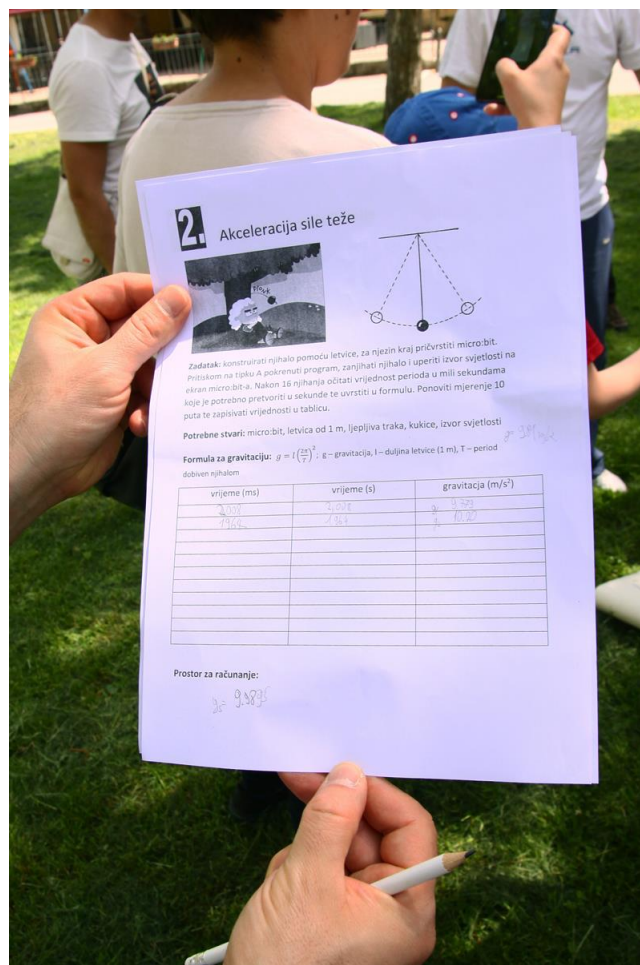 2.
Akceleracija sile teže
Zadatak: konstruirati njihalo pomoću letvice, za njezin kraj pričvrstiti micro:bit.
Pritiskom na tipku A pokrenuti program, zanjihati njihalo i uperiti izvor svjetlosti na
ekran micro:bit-a. Nakon 16 njihanja očitati vrijednost perioda u mili sekundama
koje je potrebno pretvoriti u sekunde te uvrstiti u formulu. Ponoviti mjerenje 10
puta te zapisivati vrijednosti u tablicu.
Potrebne stvari: micro:bit, letvica od 1 m, ljepljiva traka, kukice, izvor svjetlosti
Formula za gravitaciju: g = l (2π/T)², g – gravitacija, l – duljina letvice (1 m), T – period
dobiven njihalom
vrijeme (ms) vrijeme (s) gravitacja (m/s²)
2,008
Prostor za računanje: